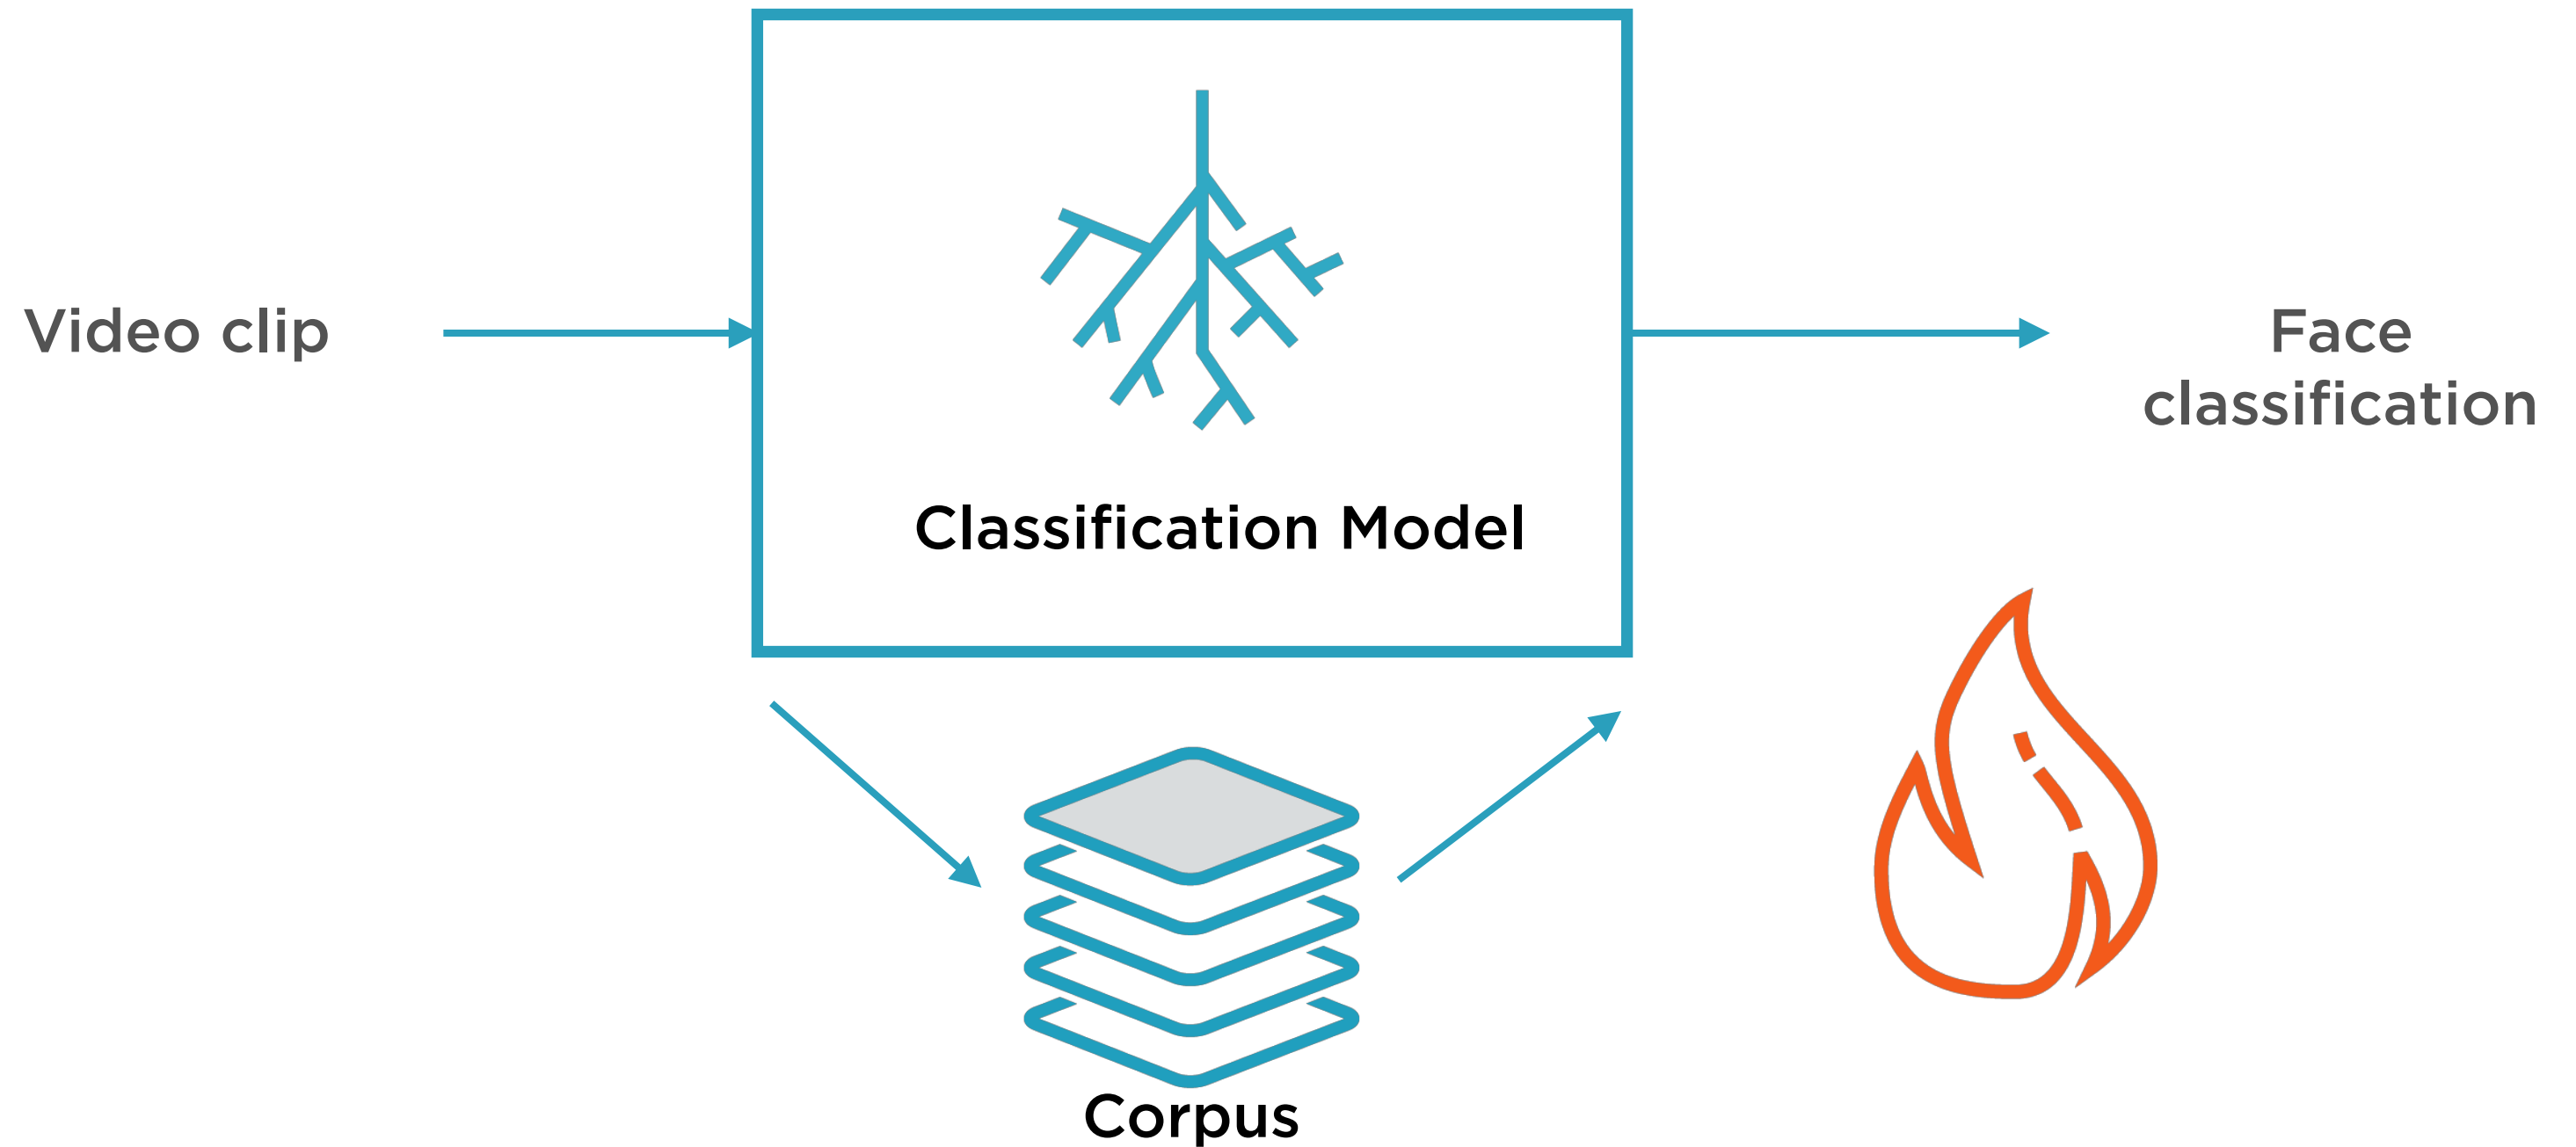 Video clip
Classification Model
Face
classification
Corpus